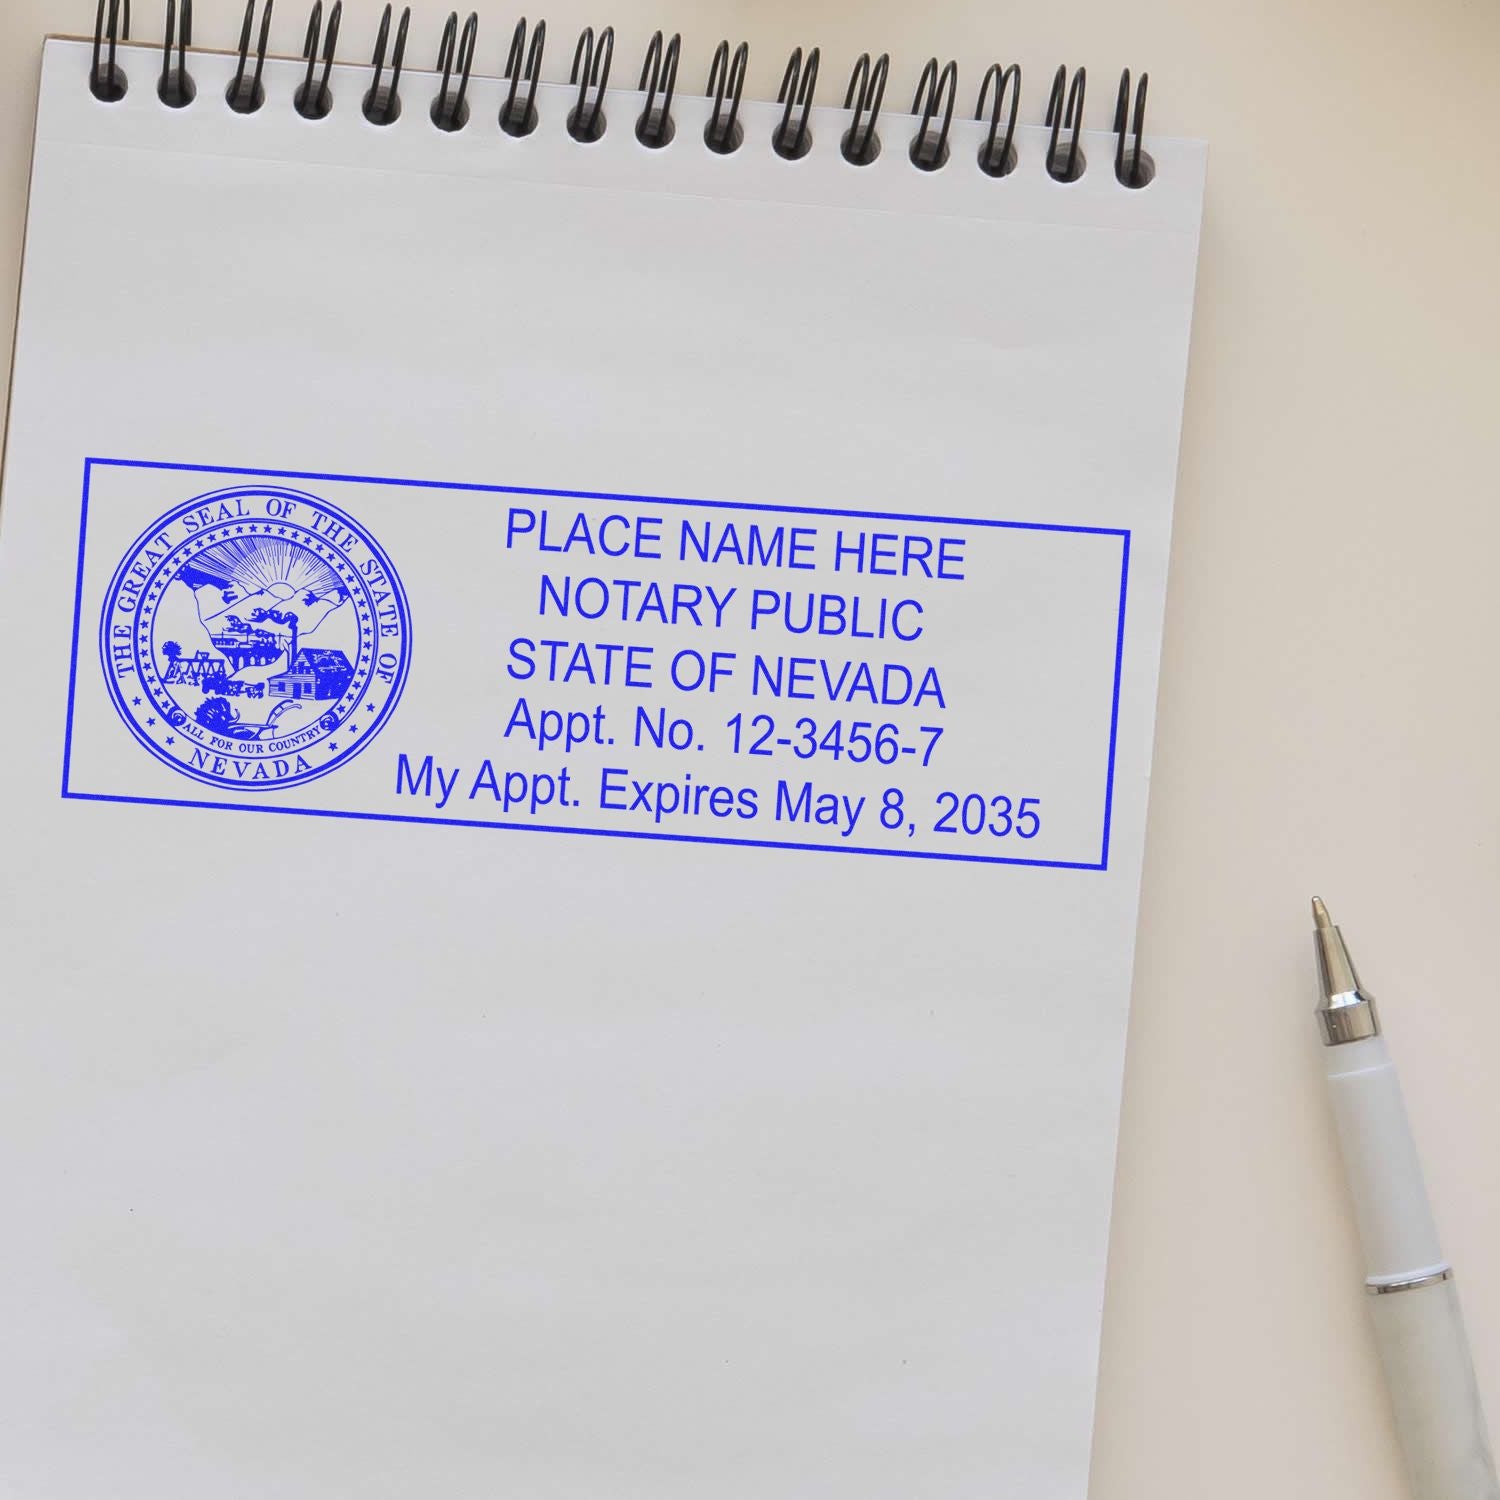 THE GREAT SEAL OF THE STATE OF
NEVADA
ALL FOR OUR COUNTRY
PLACE NAME HERE
NOTARY PUBLIC
STATE OF NEVADA
Appt. No. 12-3456-7
My Appt. Expires May 8, 2035